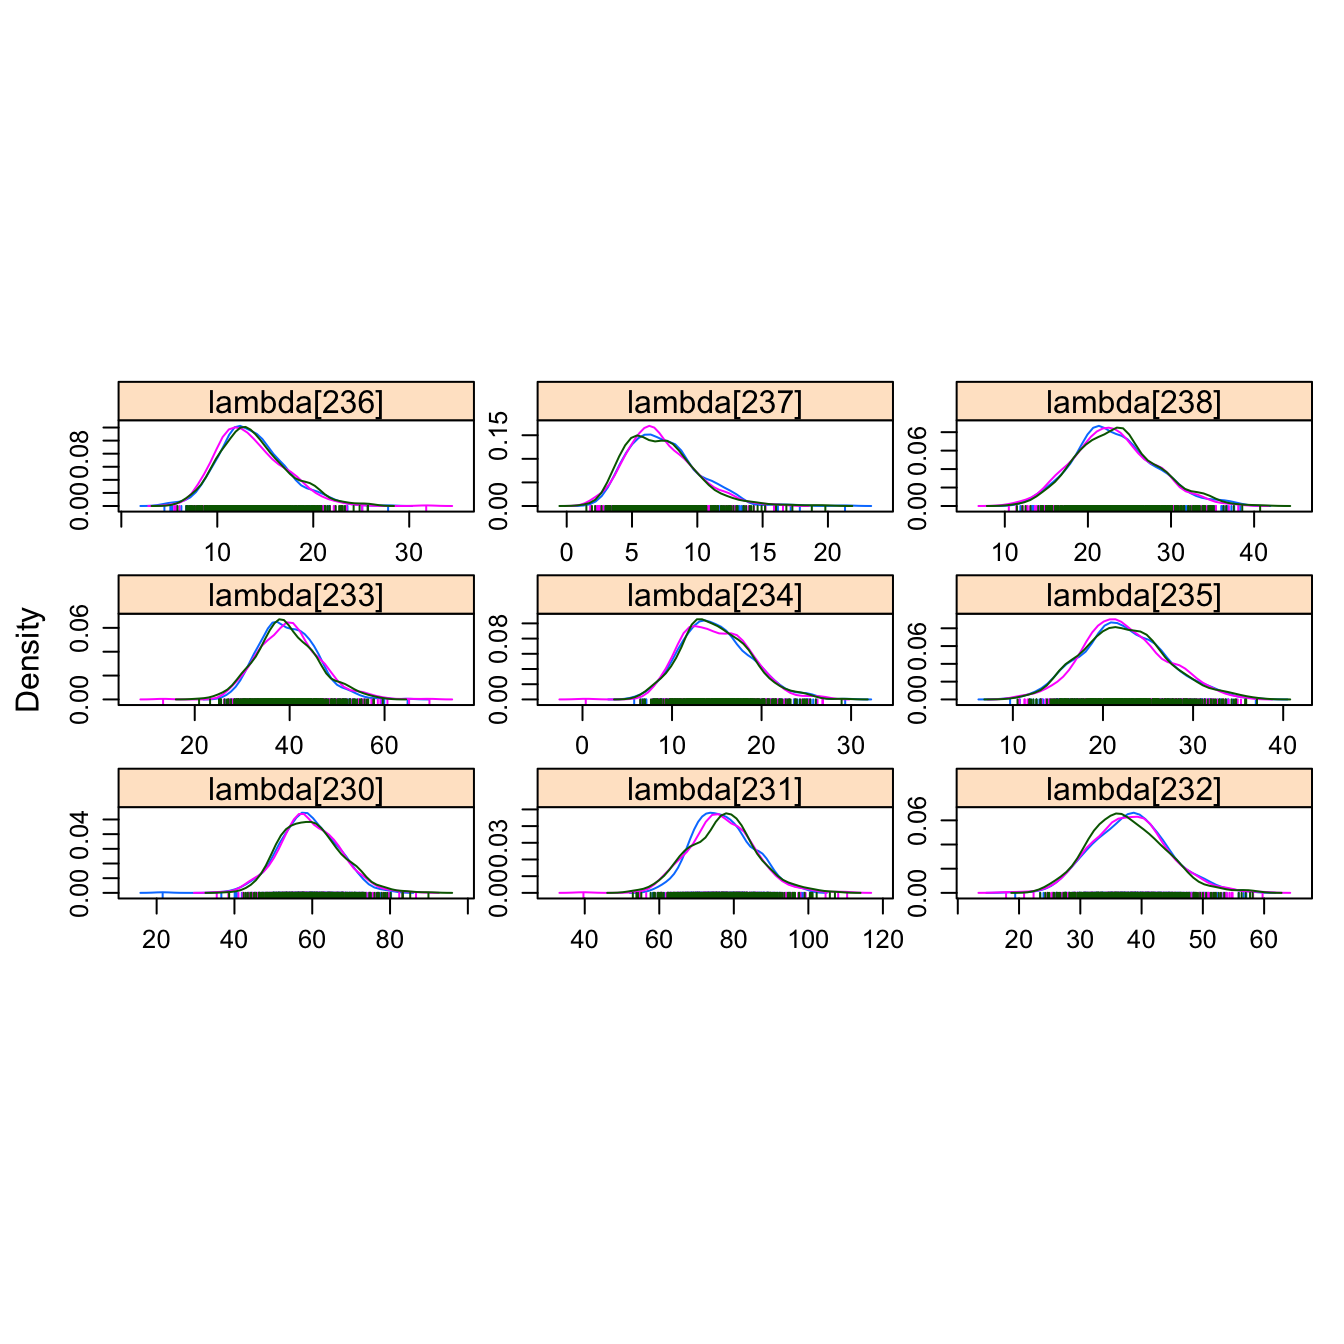 lambda[236] lambda[237] lambda[238]
0.00 0.08
0.00 0.15
0.00 0.06
10 20 30
0 5 10 15 20
10 20 30 40
lambda[233] lambda[234] lambda[235]
0.00 0.06
0.00 0.08
0.00 0.06
20 40 60
0 10 20 30
10 20 30 40
Density
lambda[230] lambda[231] lambda[232]
0.00 0.04
0.00 0.03
0.00 0.06
20 40 60 80
40 60 80 100 120
20 30 40 50 60